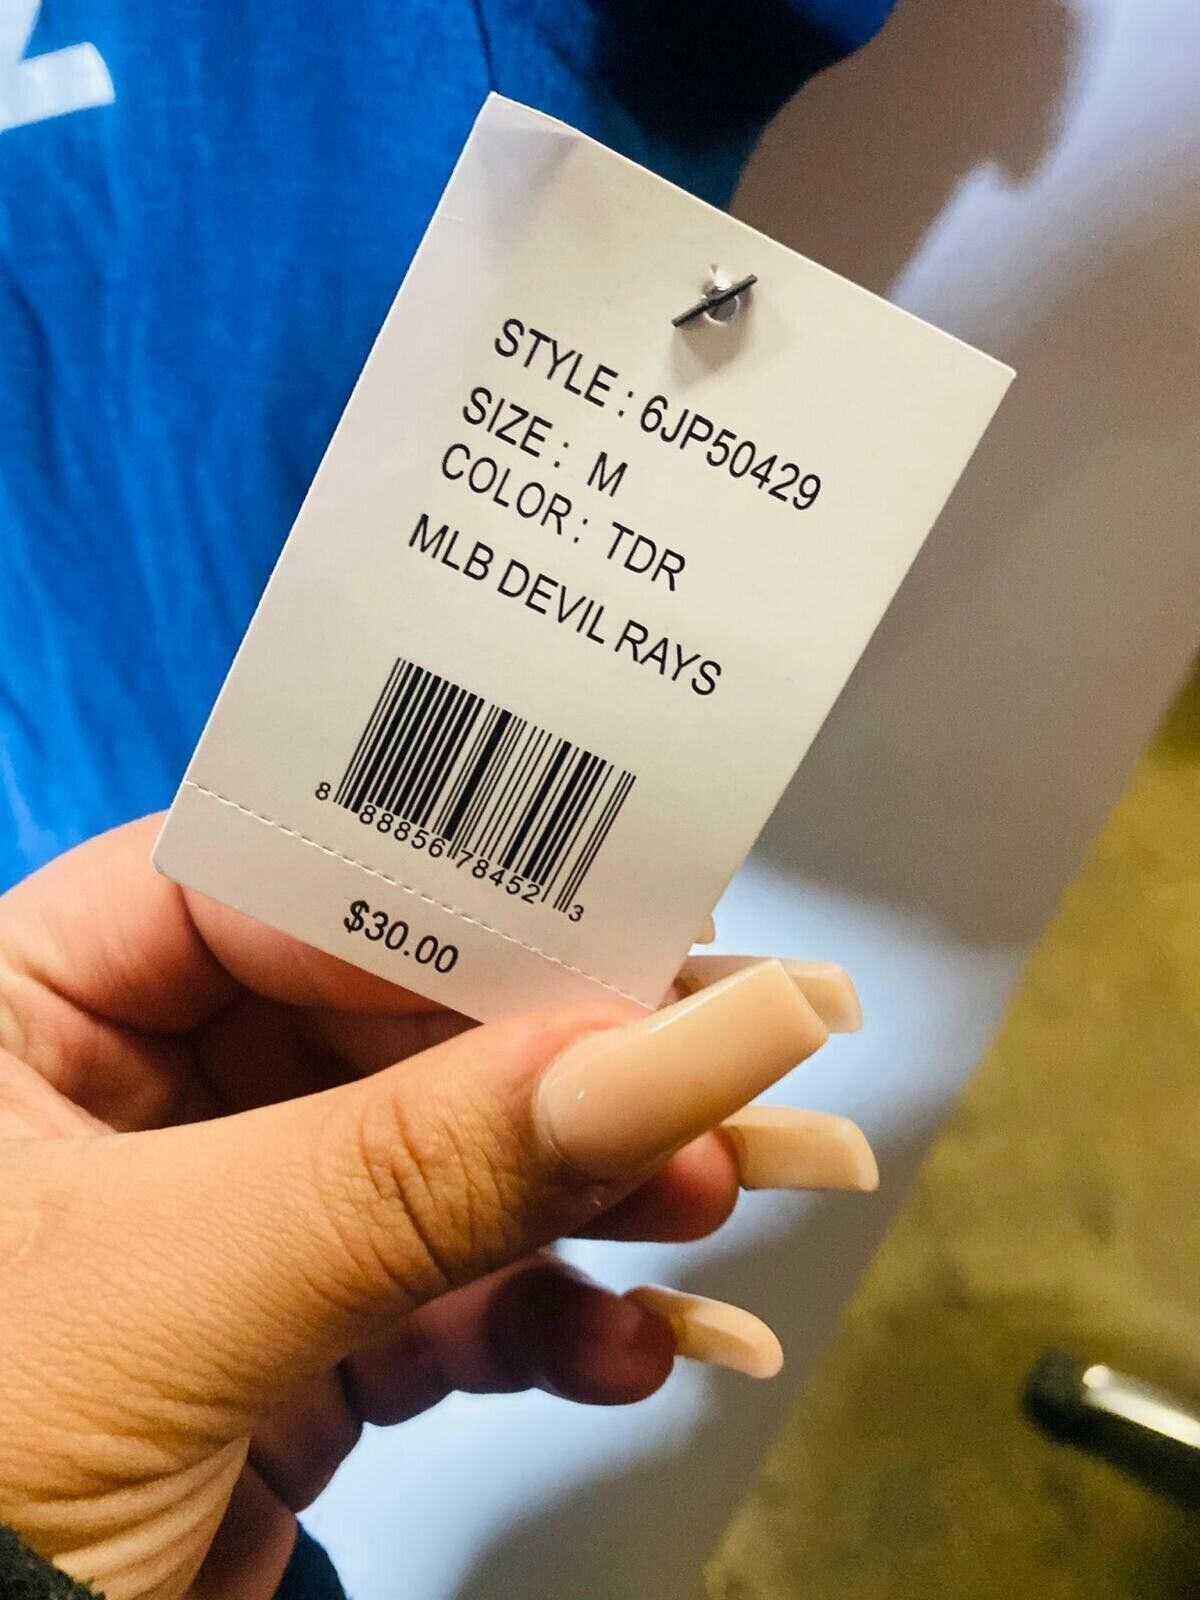 STYLE : 6JP50429
SIZE : M
COLOR : TDR
MLB DEVIL RAYS
8 88856 78452 3
$30.00